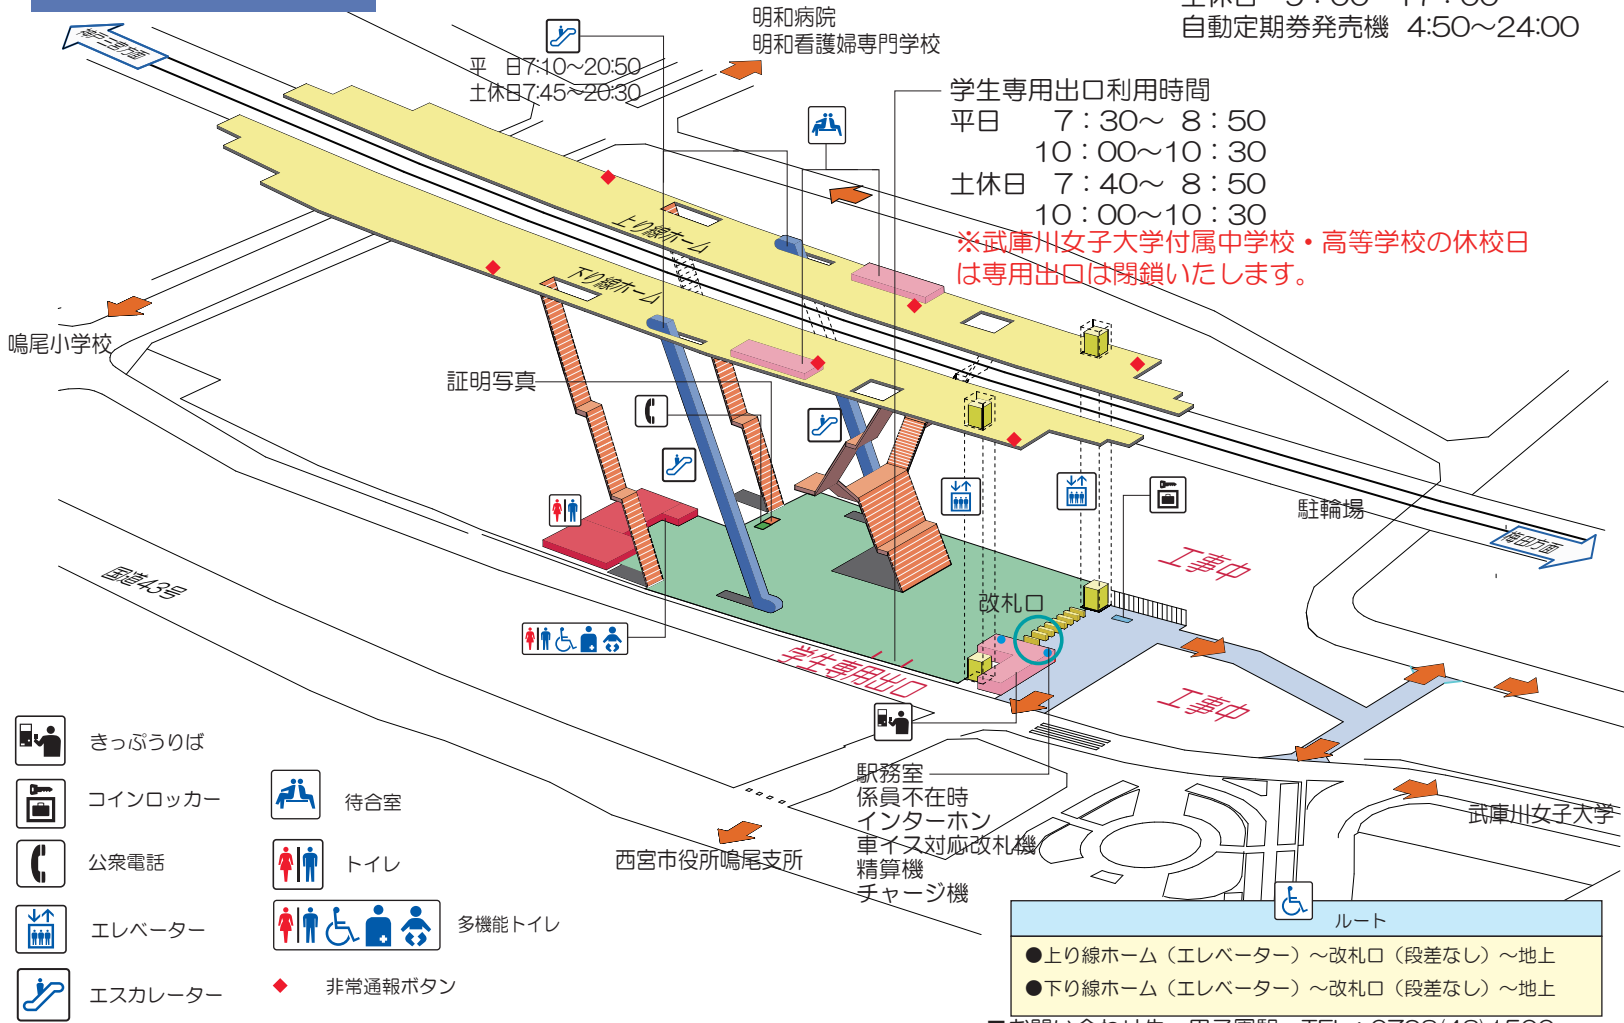 自動定期券発売機 4:50〜24:00
明和病院
明和看護婦専門学校
神戸三宮方面
平 日7:10〜20:50
土休日7:45〜20:30
学生専用出口利用時間
平日 7：30〜 8：50
10：00〜10：30
土休日 7：40〜 8：50
10：00〜10：30
※武庫川女子大学付属中学校・高等学校の休校日
は専用出口は閉鎖いたします。
上り線ホーム
下り線ホーム
鳴尾小学校
証明写真
駐輪場
梅田方面
工事中
国道43号
改札口
学生専用出口
工事中
きっぷうりば
コインロッカー
公衆電話
エレベーター
エスカレーター
待合室
トイレ
多機能トイレ
非常通報ボタン
西宮市役所鳴尾支所
駅務室
係員不在時
インターホン
車イス対応改札機
精算機
チャージ機
武庫川女子大学
ルート
●上り線ホーム（エレベーター）〜改札口（段差なし）〜地上
●下り線ホーム（エレベーター）〜改札口（段差なし）〜地上